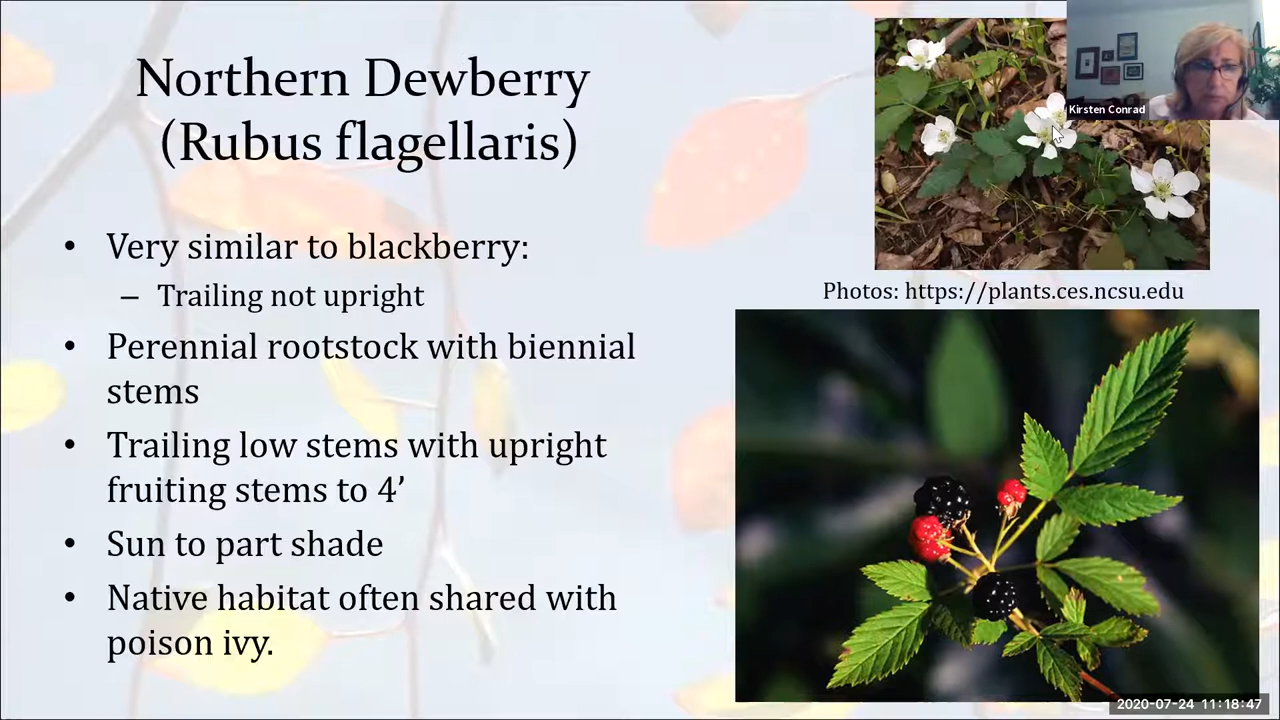 Northern Dewberry
(Rubus flagellaris)
• Very similar to blackberry:
– Trailing not upright
• Perennial rootstock with biennial
stems
• Trailing low stems with upright
fruiting stems to 4’
• Sun to part shade
• Native habitat often shared with
poison ivy.
Kirsten Conrad
Photos: https://plants.ces.ncsu.edu
2020-07-24 11:18:47